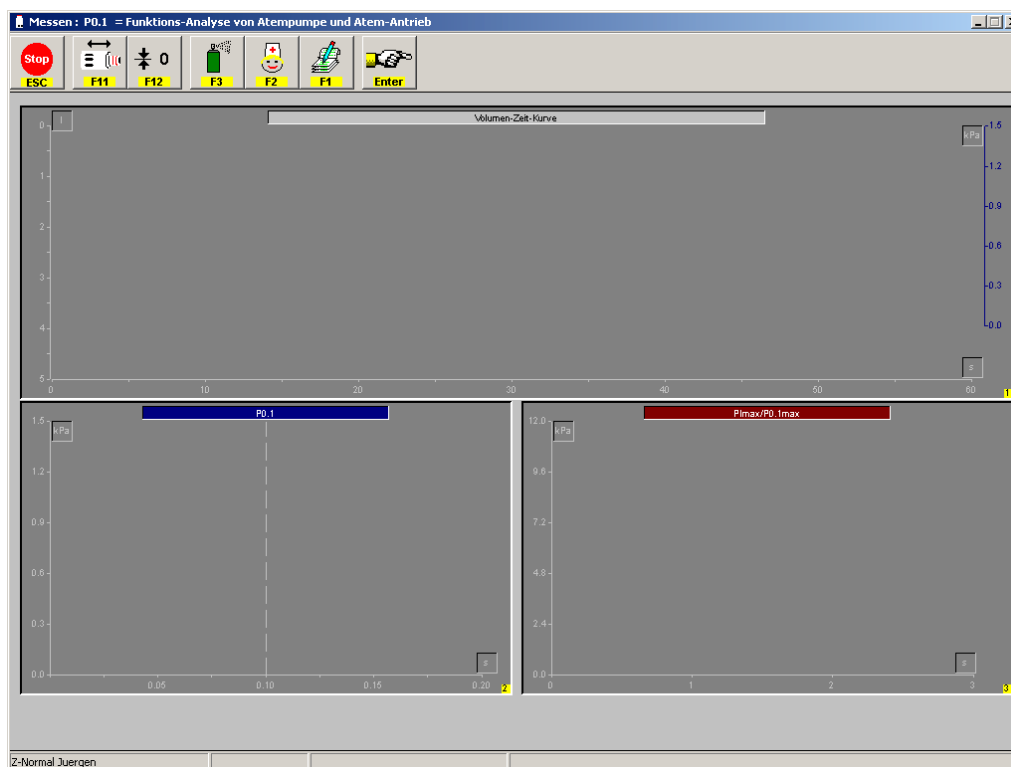 Messen : P0.1 = Funktions-Analyse von Atempumpe und Atem-Antrieb
Stop
0
ESC F11 F12 F3 F2 F1 Enter
Volumen-Zeit-Kurve
l
kPa
0
1
2
3
4
5
1.5
1.2
0.9
0.6
0.3
0.0
s
0 10 20 30 40 50 60
1
P0.1
kPa
1.5
1.2
0.9
0.6
0.3
0.0
s
0.05 0.10 0.15 0.20
2
PImax/P0.1max
kPa
12.0
9.6
7.2
4.8
2.4
0.0
s
0 1 2 3
3
Z-Normal Juergen